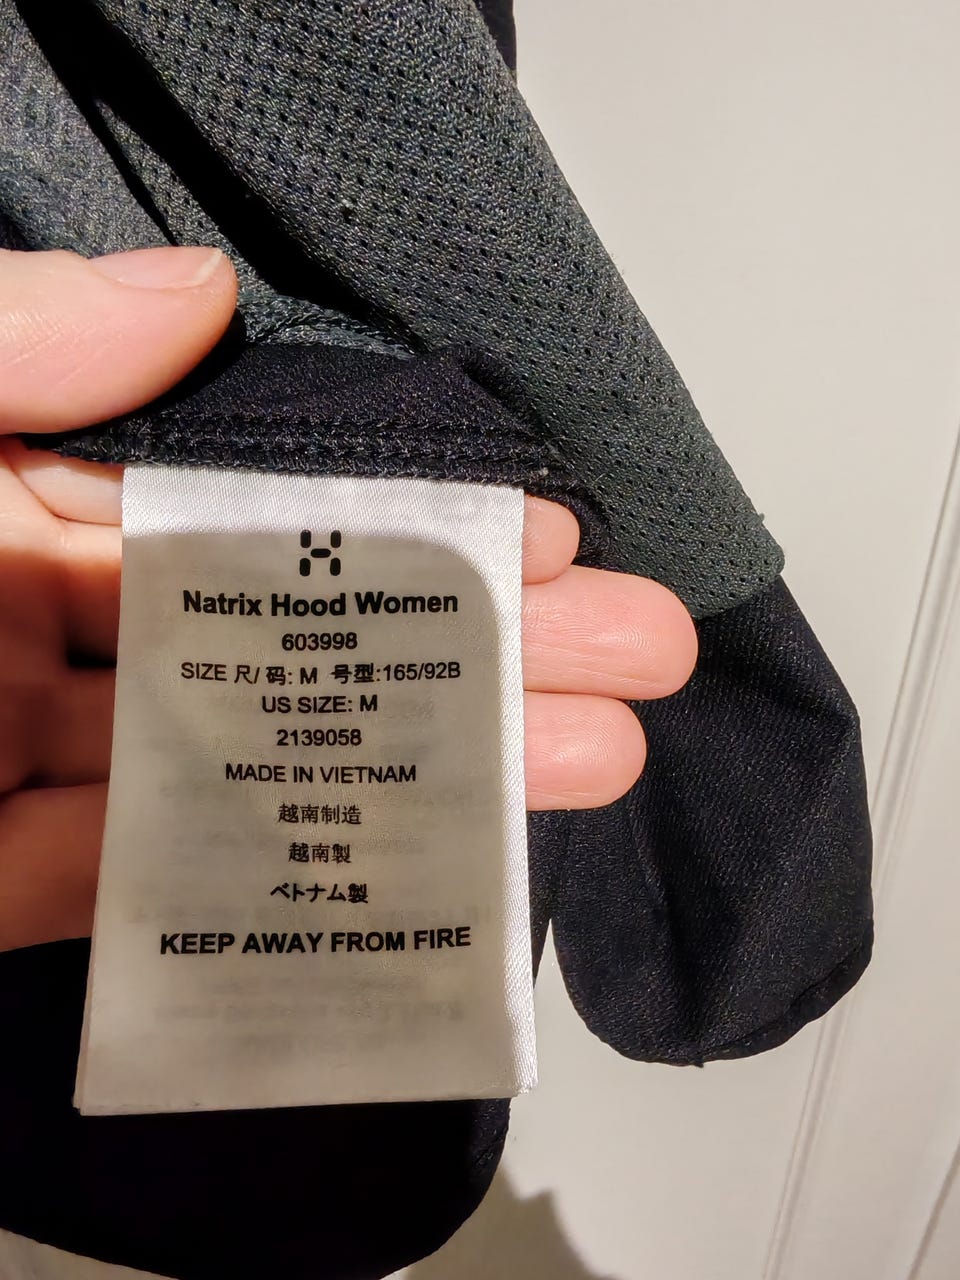 Natrix Hood Women
603998
SIZE 尺/ 码: M 号型:165/92B
US SIZE: M
2139058
MADE IN VIETNAM
越南制造
越南製
ベトナム製
KEEP AWAY FROM FIRE